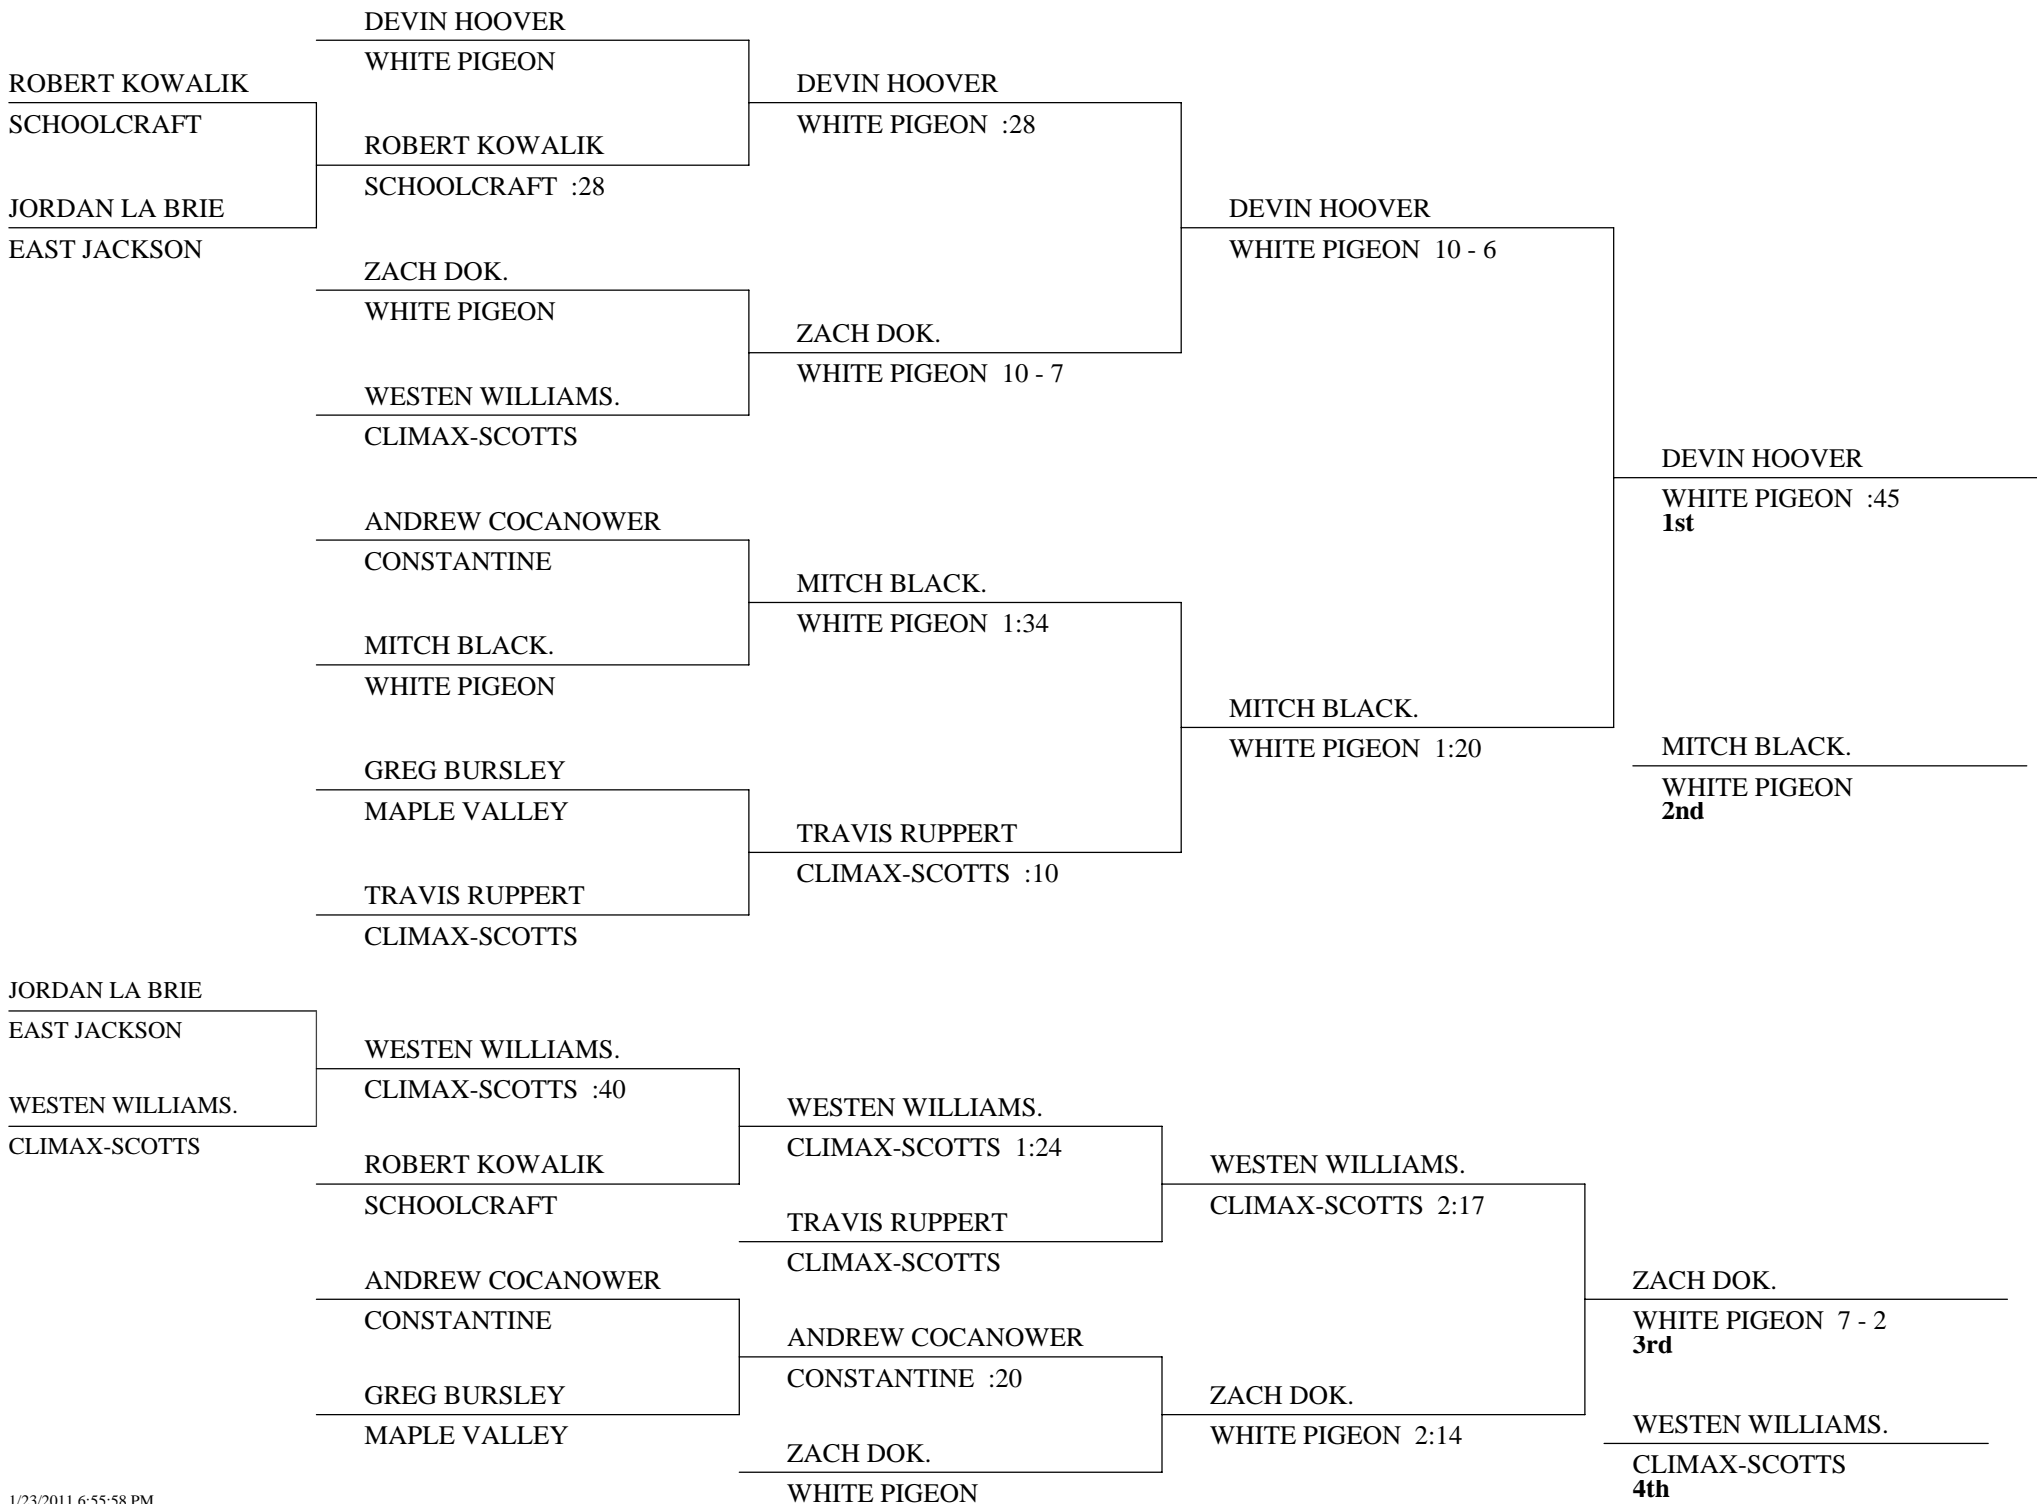 DEVIN HOOVER
WHITE PIGEON
ROBERT KOWALIK
SCHOOLCRAFT
DEVIN HOOVER
WHITE PIGEON :28
ROBERT KOWALIK
SCHOOLCRAFT :28
JORDAN LA BRIE
EAST JACKSON
DEVIN HOOVER
WHITE PIGEON 10 - 6
ZACH DOK.
WHITE PIGEON
ZACH DOK.
WHITE PIGEON 10 - 7
WESTEN WILLIAMS.
CLIMAX-SCOTTS
DEVIN HOOVER
WHITE PIGEON :45
1st
ANDREW COCANOWER
CONSTANTINE
MITCH BLACK.
WHITE PIGEON 1:34
MITCH BLACK.
WHITE PIGEON
MITCH BLACK.
WHITE PIGEON 1:20
MITCH BLACK.
WHITE PIGEON
2nd
GREG BURSLEY
MAPLE VALLEY
TRAVIS RUPPERT
CLIMAX-SCOTTS :10
TRAVIS RUPPERT
CLIMAX-SCOTTS
JORDAN LA BRIE
EAST JACKSON
WESTEN WILLIAMS.
CLIMAX-SCOTTS :40
WESTEN WILLIAMS.
CLIMAX-SCOTTS
WESTEN WILLIAMS.
CLIMAX-SCOTTS 1:24
ROBERT KOWALIK
SCHOOLCRAFT
WESTEN WILLIAMS.
CLIMAX-SCOTTS 2:17
TRAVIS RUPPERT
CLIMAX-SCOTTS
ANDREW COCANOWER
CONSTANTINE
ZACH DOK.
WHITE PIGEON 7 - 2
3rd
ANDREW COCANOWER
CONSTANTINE :20
GREG BURSLEY
MAPLE VALLEY
ZACH DOK.
WHITE PIGEON 2:14
WESTEN WILLIAMS.
CLIMAX-SCOTTS
4th
ZACH DOK.
WHITE PIGEON
1/23/2011 6:55:58 PM